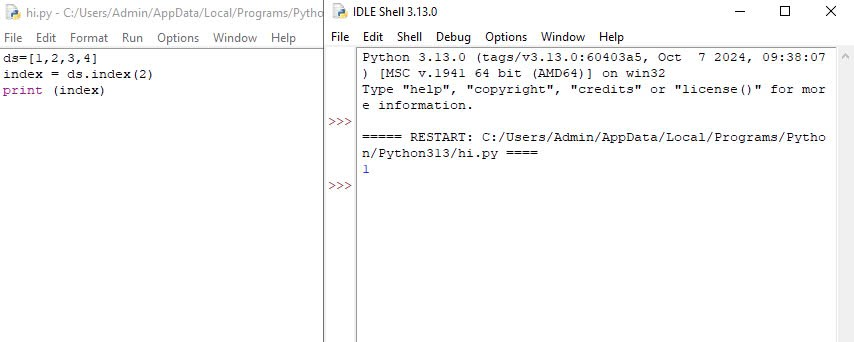 hi.py - C:/Users/Admin/AppData/Local/Programs/Pytho
File Edit Format Run Options Window Help
ds=[1,2,3,4]
index = ds.index(2)
print (index)
IDLE Shell 3.13.0
File Edit Shell Debug Options Window Help
Python 3.13.0 (tags/v3.13.0:60403a5, Oct  7 2024, 09:38:07
) [MSC v.1941 64 bit (AMD64)] on win32
Type "help", "copyright", "credits" or "license()" for mor
e information.
>>>
===== RESTART: C:/Users/Admin/AppData/Local/Programs/Pytho
n/Python313/hi.py ====
1
>>>